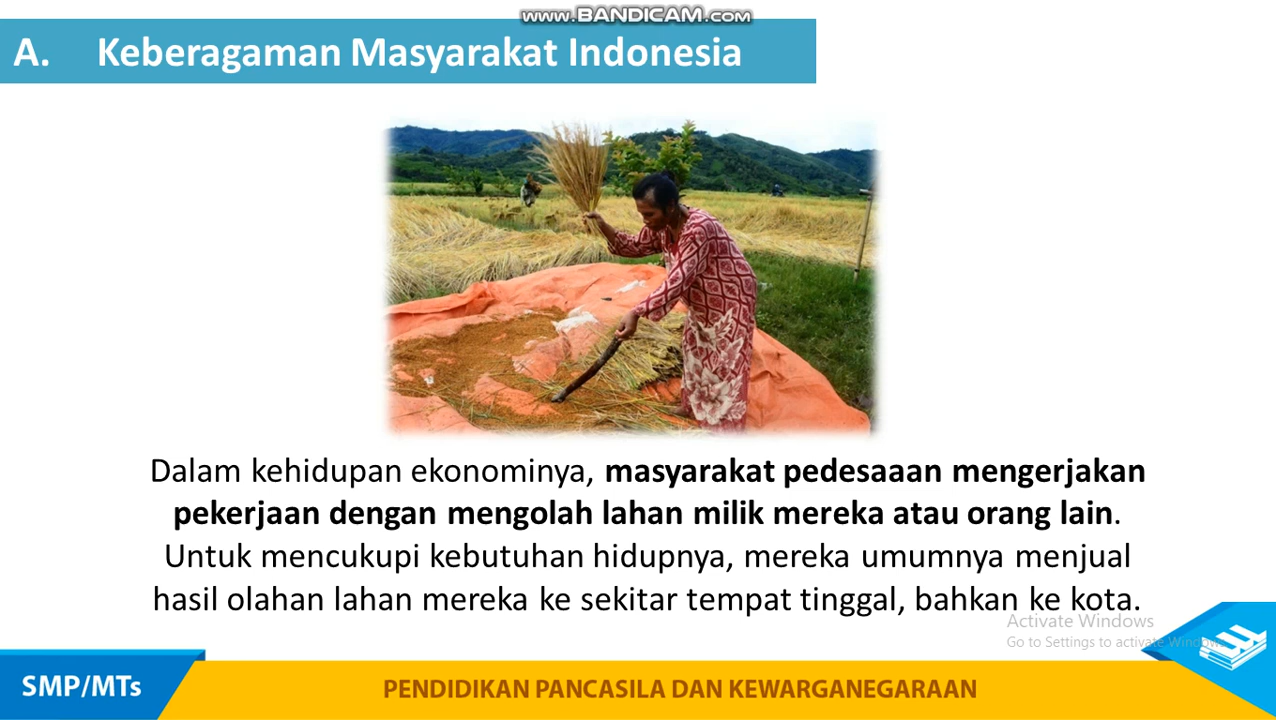 www.BANDICAM.com
A. Keberagaman Masyarakat Indonesia
Dalam kehidupan ekonominya, masyarakat pedesaaan mengerjakan
pekerjaan dengan mengolah lahan milik mereka atau orang lain.
Untuk mencukupi kebutuhan hidupnya, mereka umumnya menjual
hasil olahan lahan mereka ke sekitar tempat tinggal, bahkan ke kota.
Activate Windows
Go to Settings to activate Windows.
SMP/MTs
PENDIDIKAN PANCASILA DAN KEWARGANEGARAAN